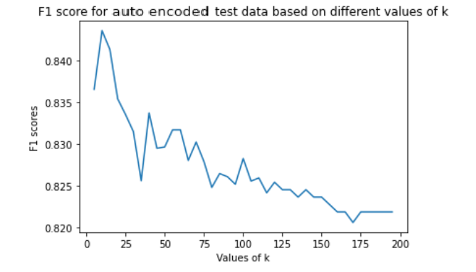 F1 score for auto encoded test data based on different values of k
0.840
0.835
0.830
0.825
0.820
F1 scores
0 25 50 75 100 125 150 175 200
Values of k